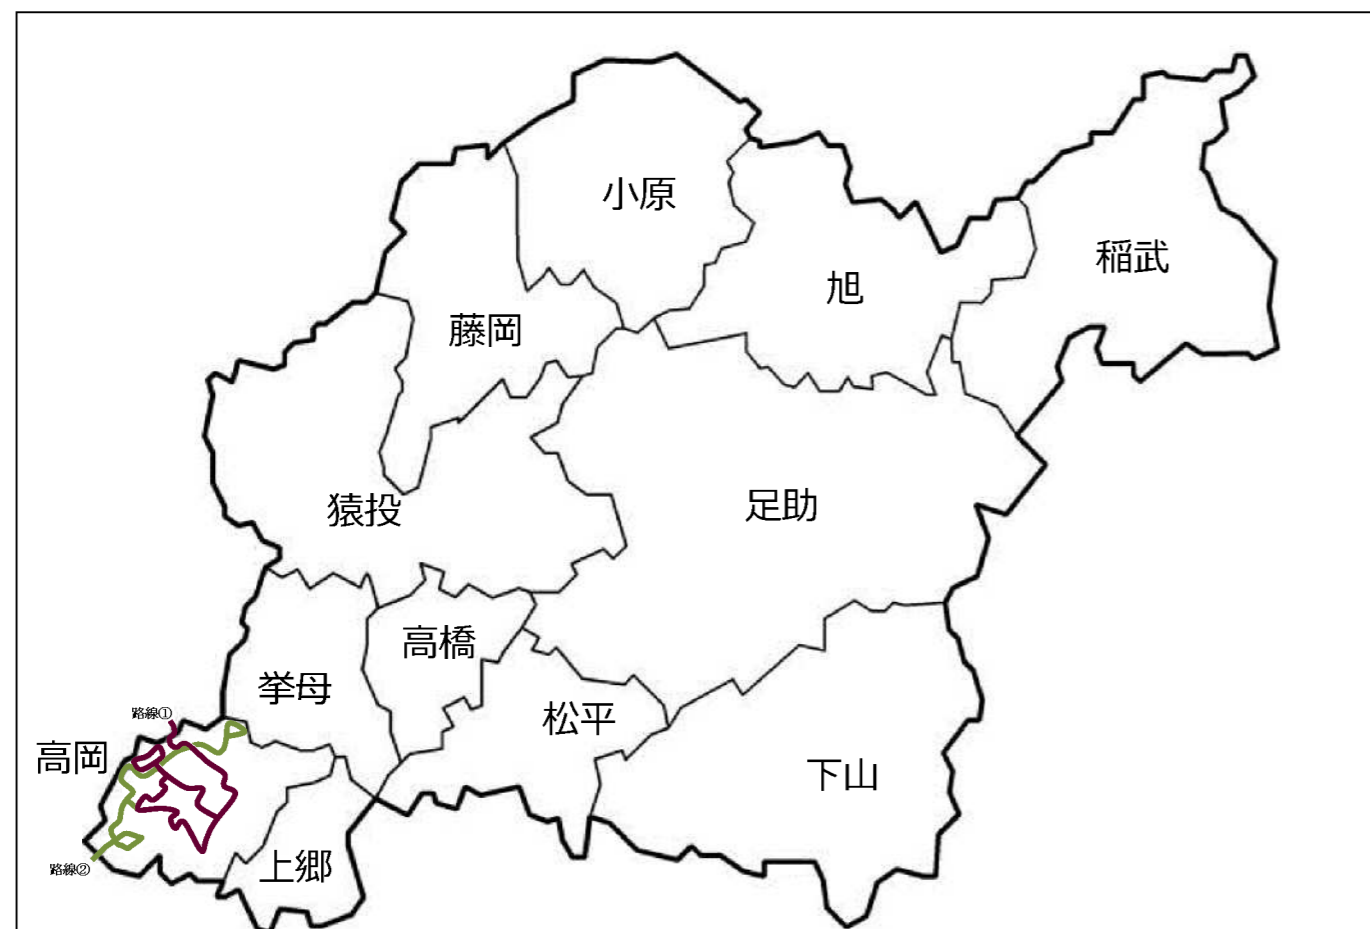 小原
稲武
旭
藤岡
猿投
足助
高橋
挙母
松平
路線①
高岡
下山
路線②
上郷